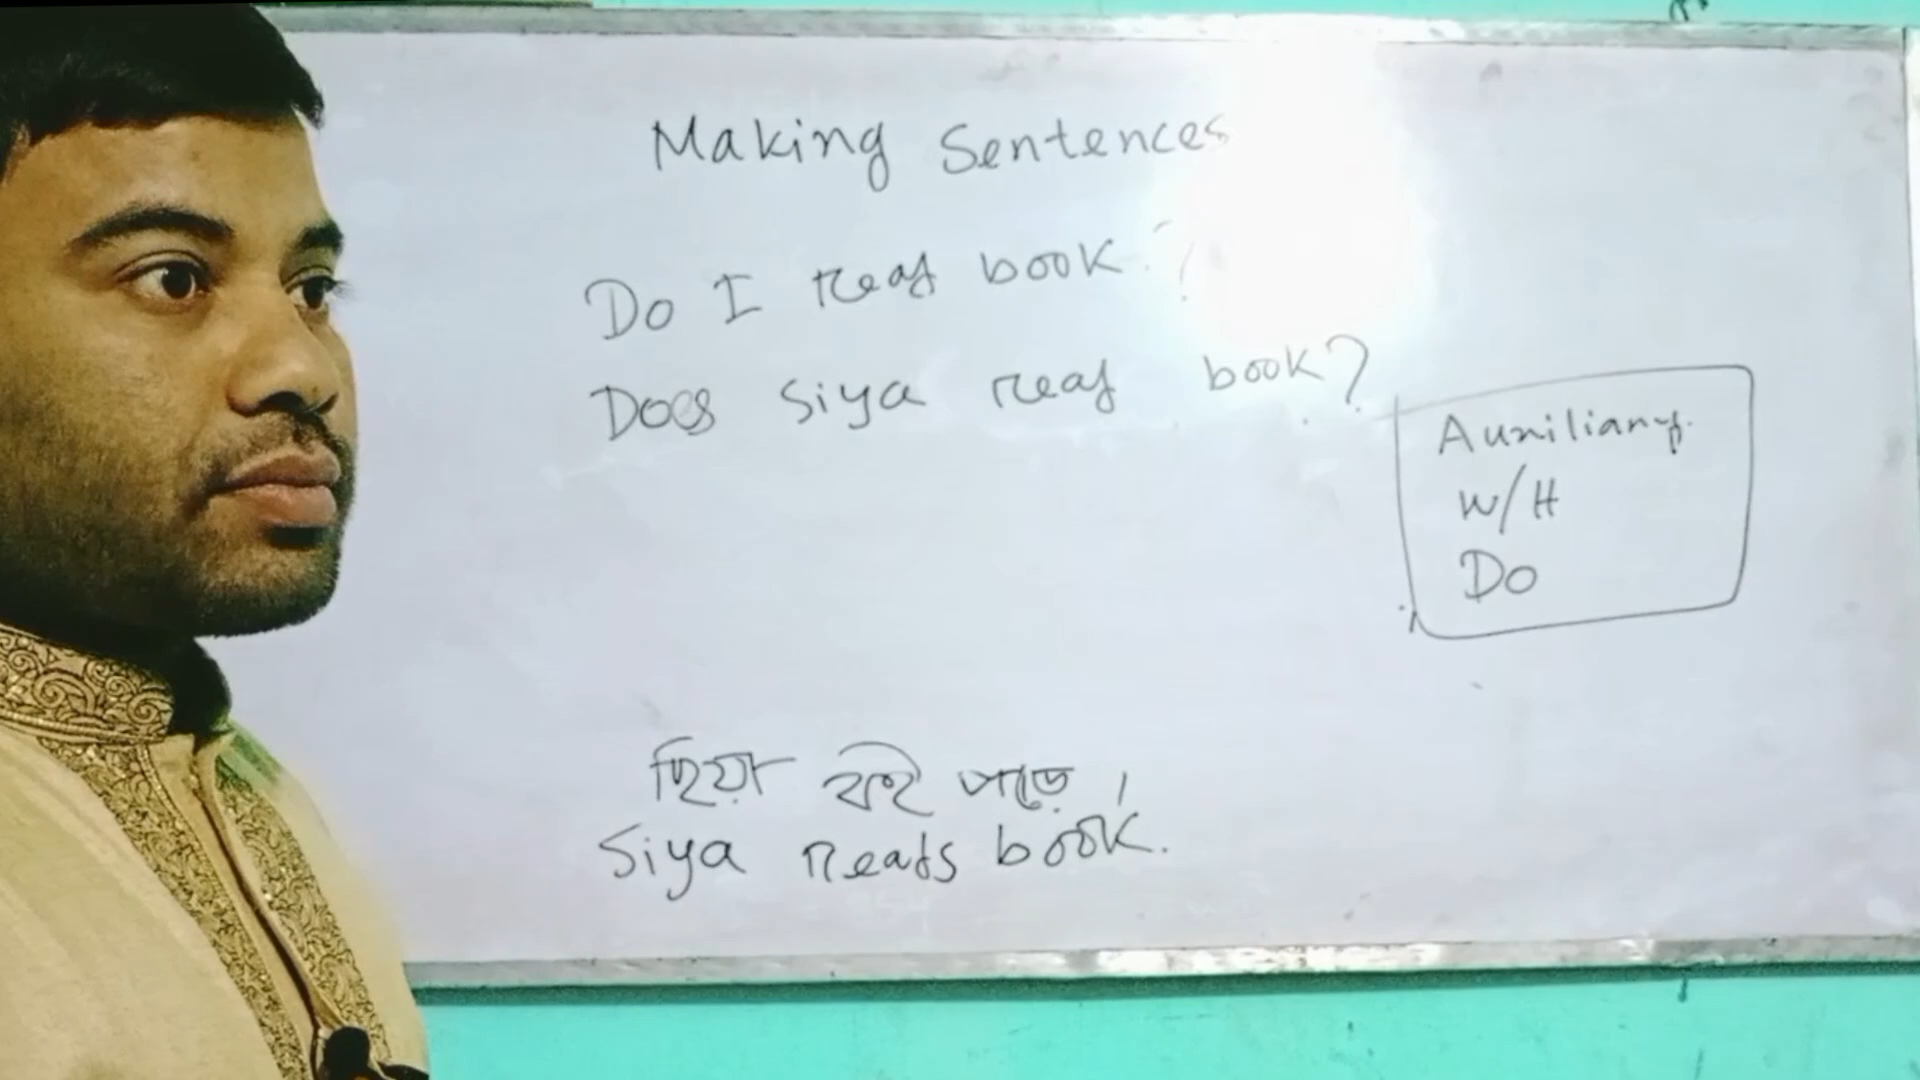 Making Sentences
Do I read book?
Does Siya read book?
Auxiliary
W/H
Do
ছিয়া বই পড়ে।
Siya Reads book.